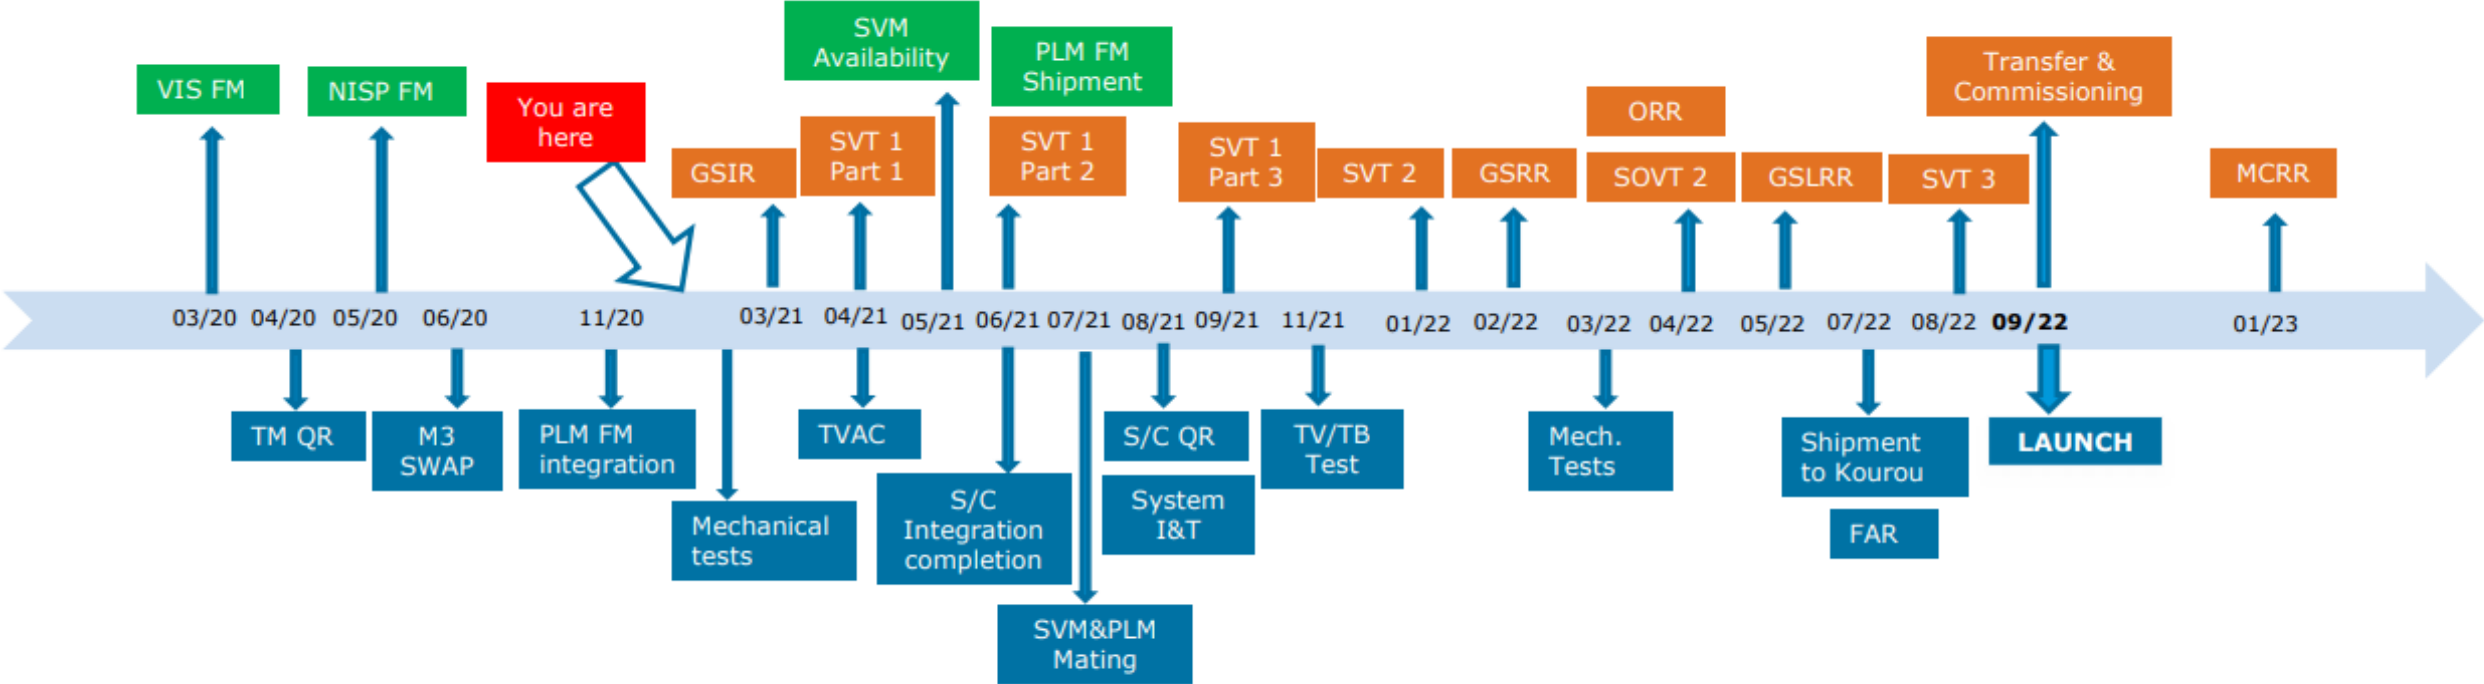 SVM
Availability
PLM FM
Shipment
VIS FM
NISP FM
You are
here
Transfer &
Commissioning
GSIR
SVT 1
Part 1
SVT 1
Part 2
SVT 1
Part 3
SVT 2
GSRR
ORR
SOVT 2
GSLRR
SVT 3
MCRR
03/20 04/20 05/20 06/20 11/20 03/21 04/21 05/21 06/21 07/21 08/21 09/21 11/21 01/22 02/22 03/22 04/22 05/22 07/22 08/22 09/22 01/23
TM QR
M3
SWAP
PLM FM
integration
Mechanical
tests
TVAC
S/C
Integration
completion
SVM&PLM
Mating
S/C QR
System
I&T
TV/TB
Test
Mech.
Tests
Shipment
to Kourou
FAR
LAUNCH